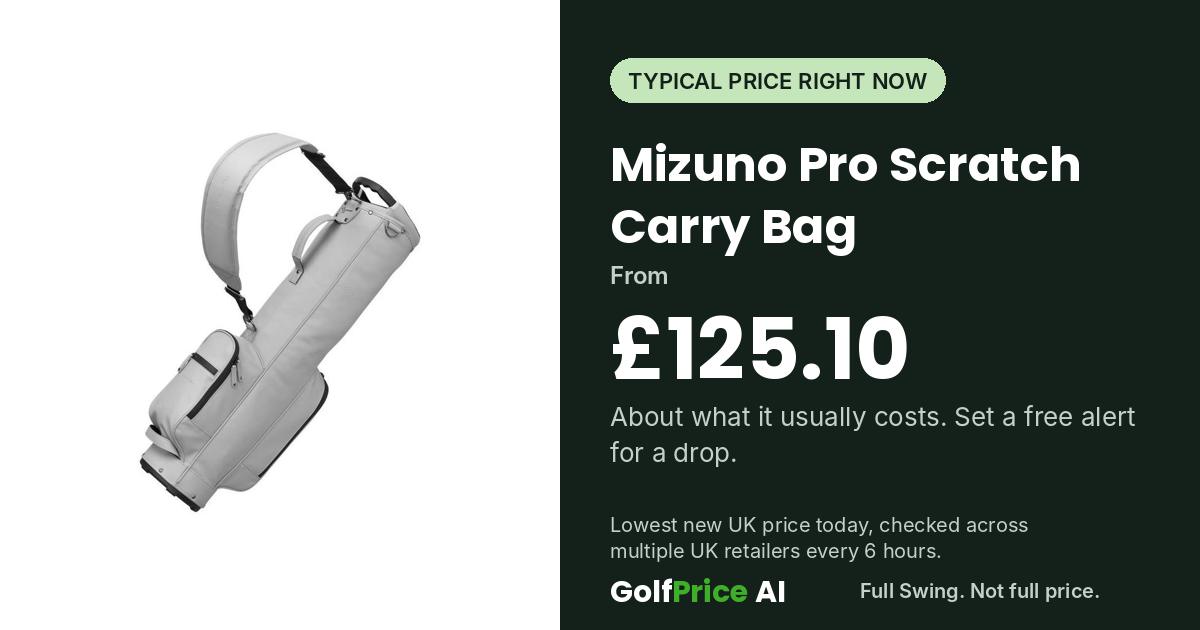 TYPICAL PRICE RIGHT NOW
Mizuno Pro Scratch
Carry Bag
From
£125.10
About what it usually costs. Set a free alert
for a drop.
Lowest new UK price today, checked across
multiple UK retailers every 6 hours.
GolfPrice AI
Full Swing. Not full price.